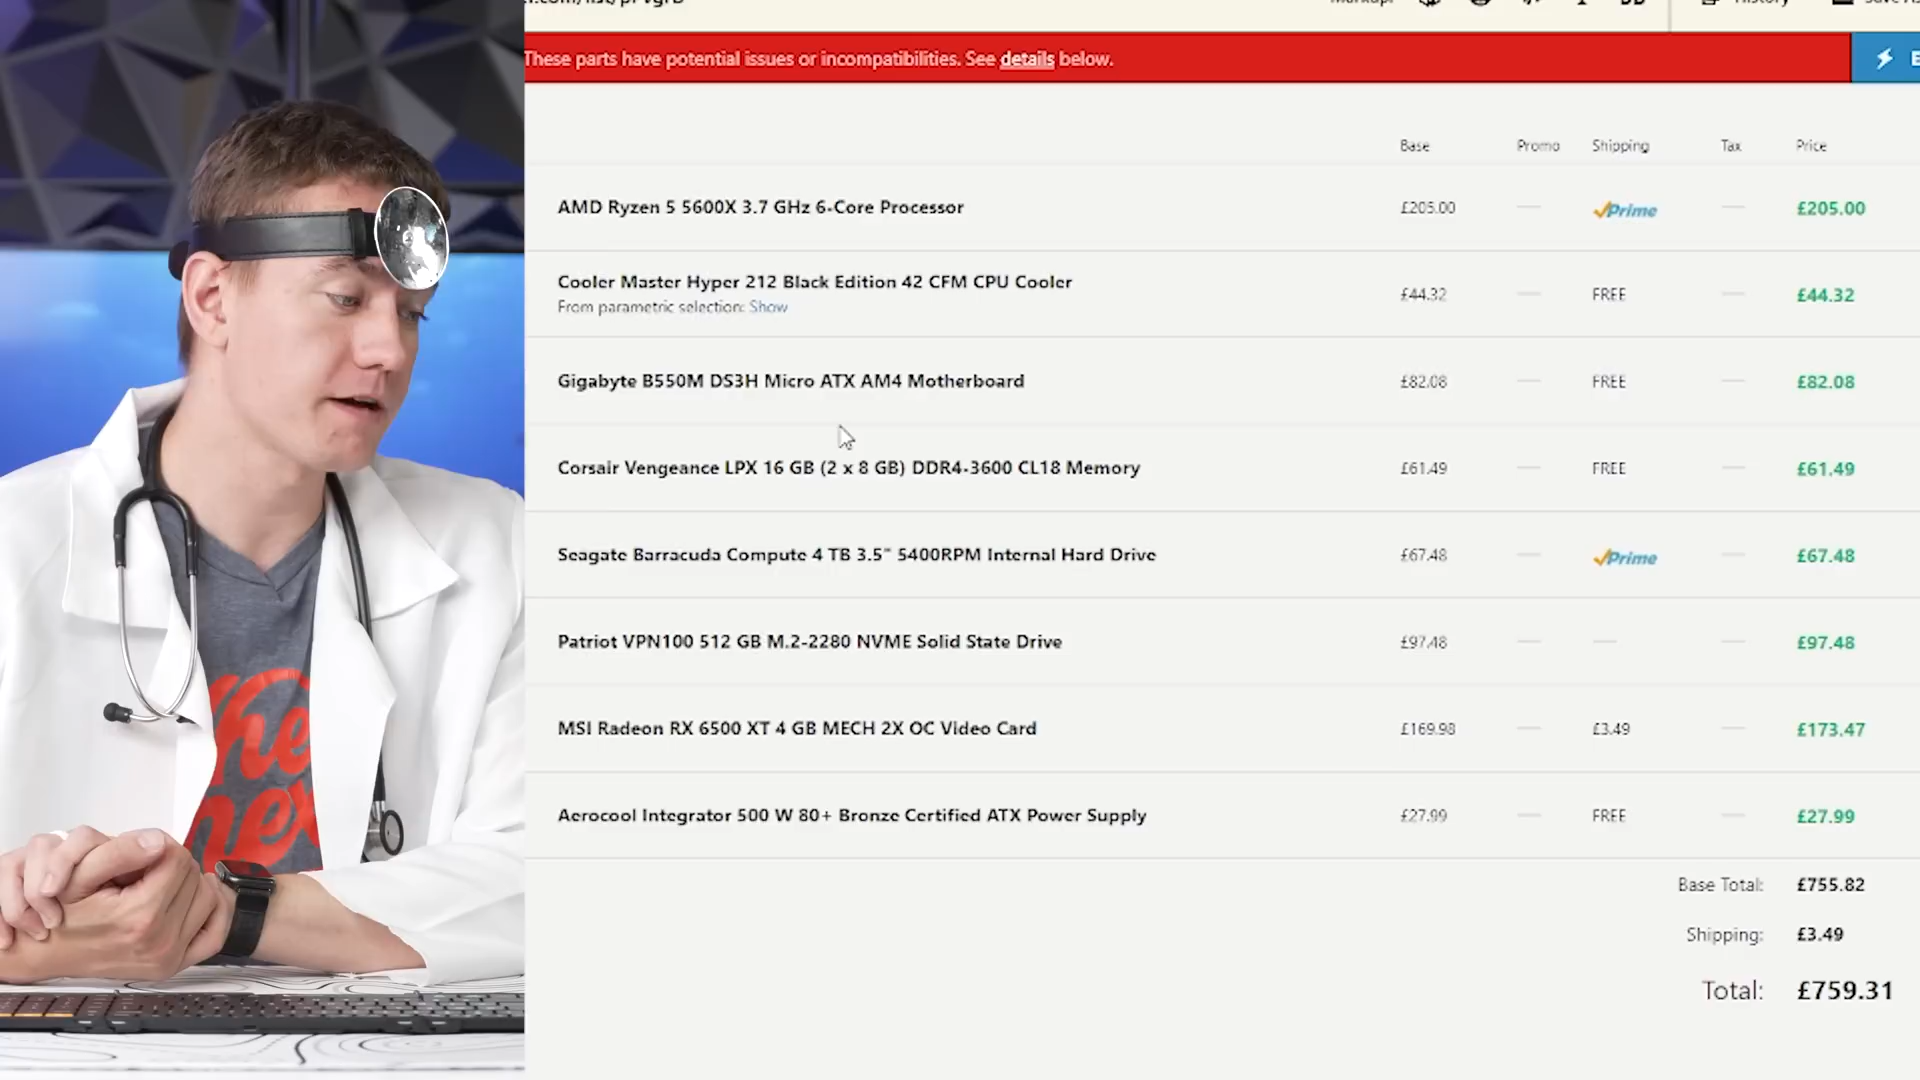 These parts have potential issues or incompatibilities. See details below.
Base Promo Shipping Tax Price
AMD Ryzen 5 5600X 3.7 GHz 6-Core Processor £205.00 Prime £205.00
Cooler Master Hyper 212 Black Edition 42 CFM CPU Cooler
From parametric selection: Show £44.32 FREE £44.32
Gigabyte B550M DS3H Micro ATX AM4 Motherboard £82.08 FREE £82.08
Corsair Vengeance LPX 16 GB (2 x 8 GB) DDR4-3600 CL18 Memory £61.49 FREE £61.49
Seagate Barracuda Compute 4 TB 3.5" 5400RPM Internal Hard Drive £67.48 Prime £67.48
Patriot VPN100 512 GB M.2-2280 NVME Solid State Drive £97.48 £97.48
MSI Radeon RX 6500 XT 4 GB MECH 2X OC Video Card £169.98 £3.49 £173.47
Aerocool Integrator 500 W 80+ Bronze Certified ATX Power Supply £27.99 FREE £27.99
Base Total: £755.82
Shipping: £3.49
Total: £759.31